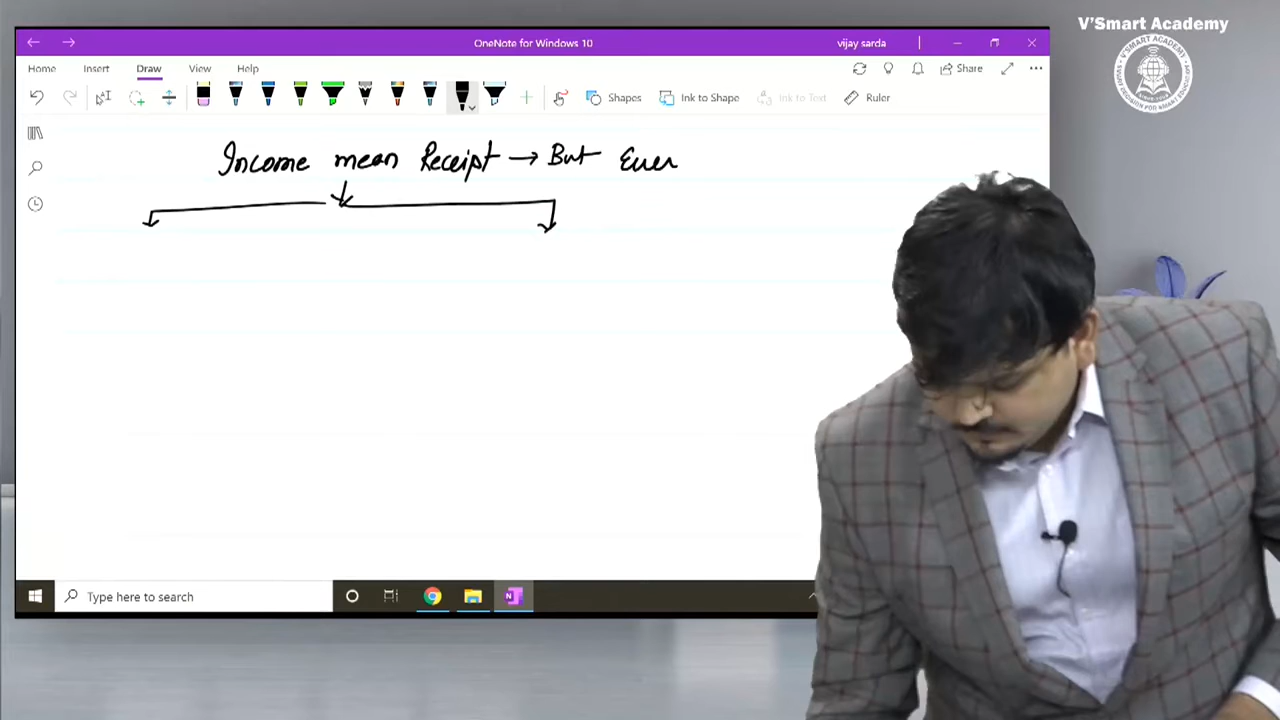 V'Smart Academy
OneNote for Windows 10
vijay sarda
Home Insert Draw View Help
Share
Shapes Ink to Shape Ink to Text Ruler
Income mean Receipt → But Ever
Type here to search